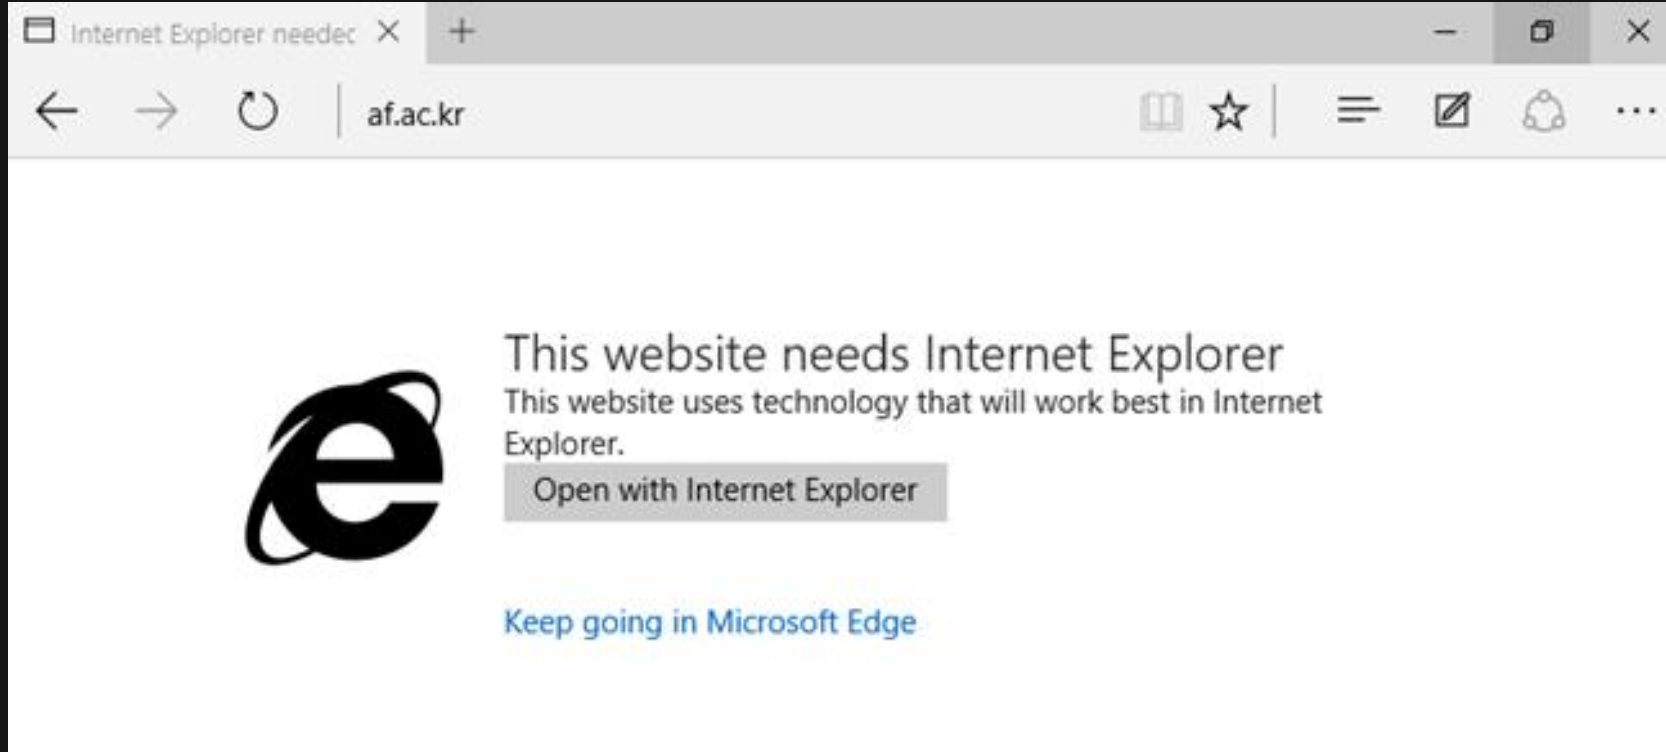 Internet Explorer neede
af.ac.kr
This website needs Internet Explorer
This website uses technology that will work best in Internet
Explorer.
Open with Internet Explorer
Keep going in Microsoft Edge